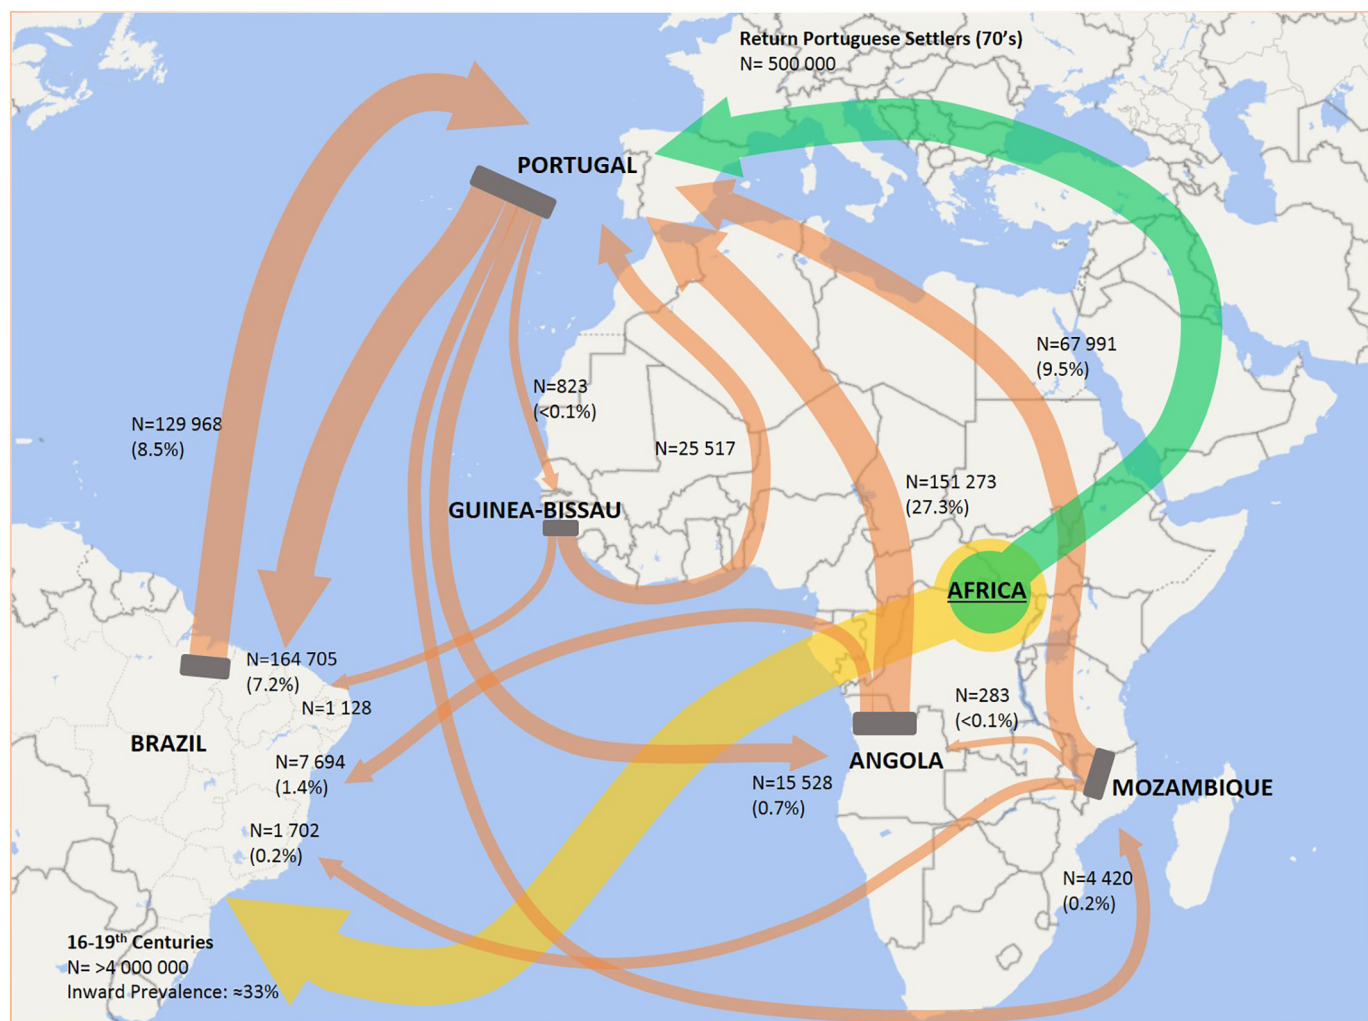 Return Portuguese Settlers (70's)
N= 500 000
PORTUGAL
N=67 991
(9.5%)
N=823
(<0.1%)
N=129 968
(8.5%)
N=25 517
N=151 273
(27.3%)
GUINEA-BISSAU
AFRICA
N=164 705
(7.2%)
N=1 128
N=283
(<0.1%)
BRAZIL
ANGOLA
N=7 694
(1.4%)
N=15 528
(0.7%)
MOZAMBIQUE
N=1 702
(0.2%)
N=4 420
(0.2%)
16-19th Centuries
N= >4 000 000
Inward Prevalence: ≈33%